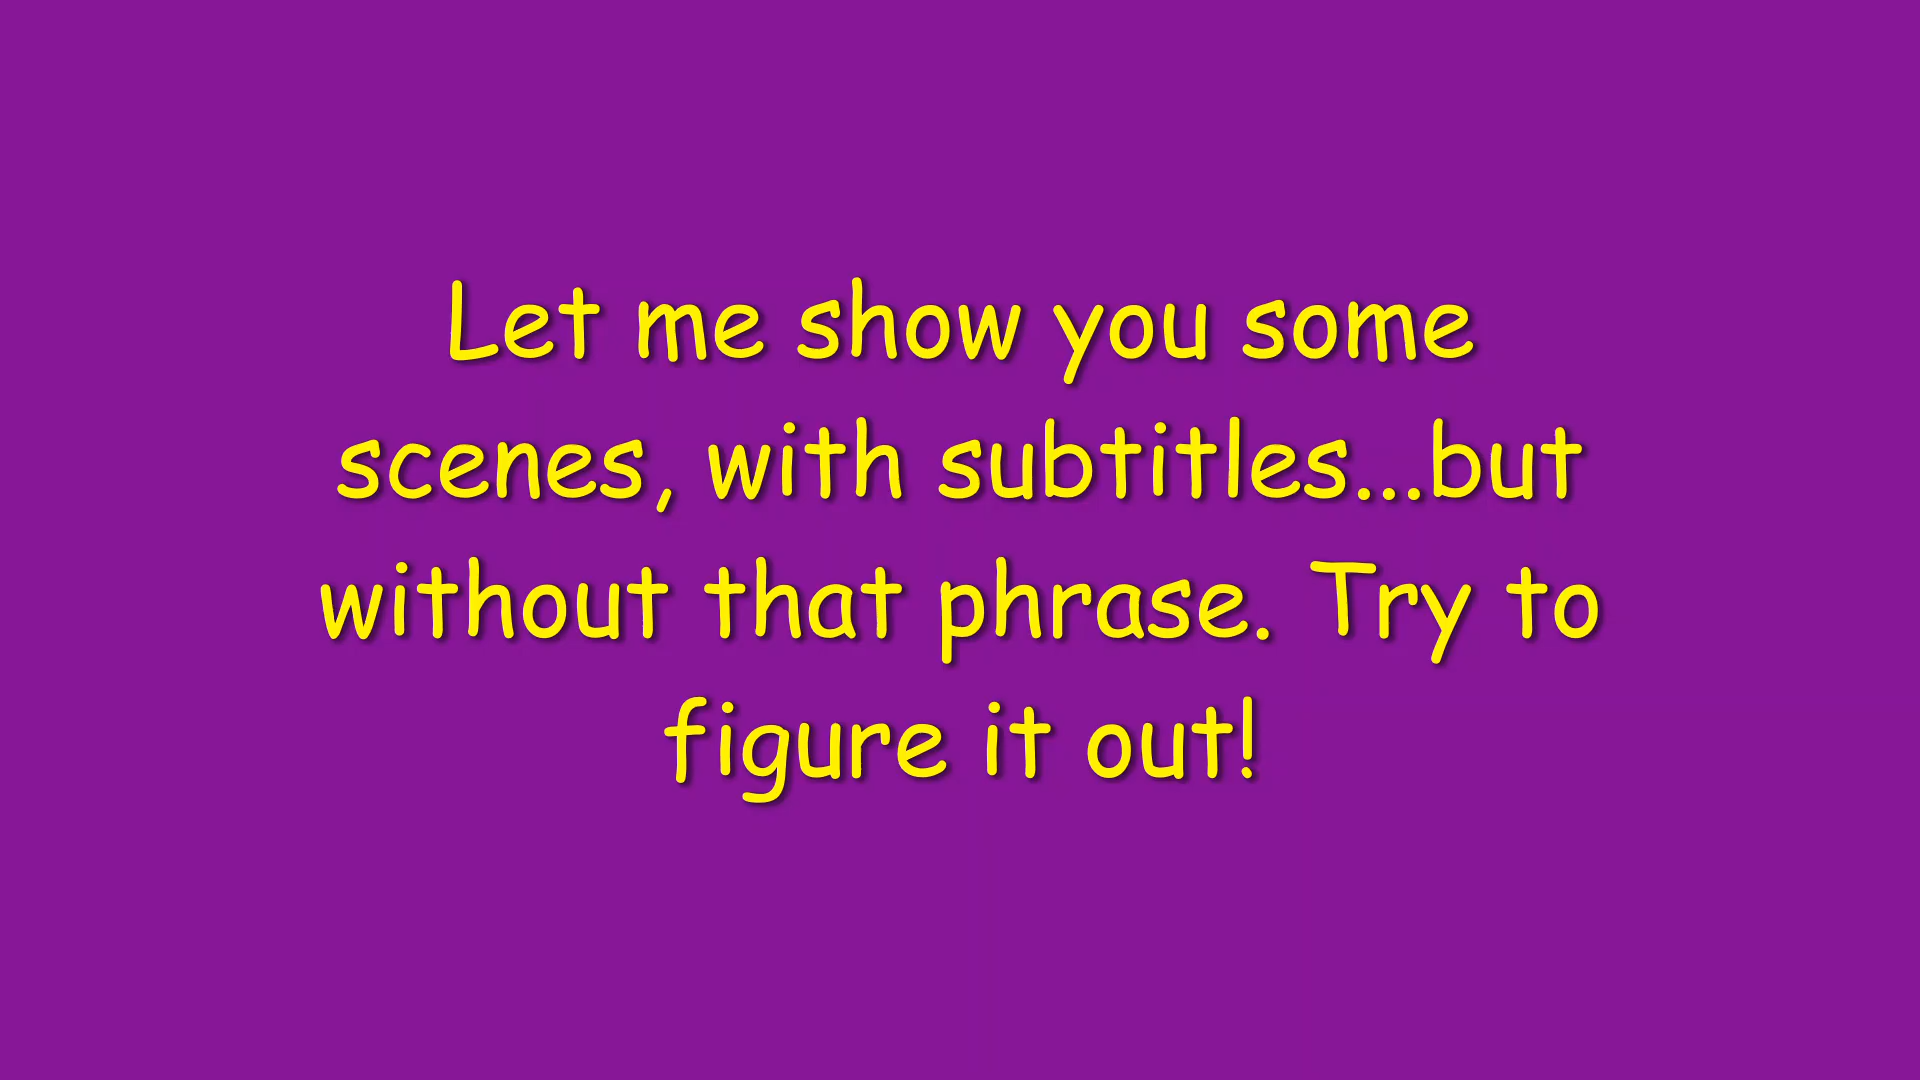 Let me show you some
scenes, with subtitles...but
without that phrase. Try to
figure it out!